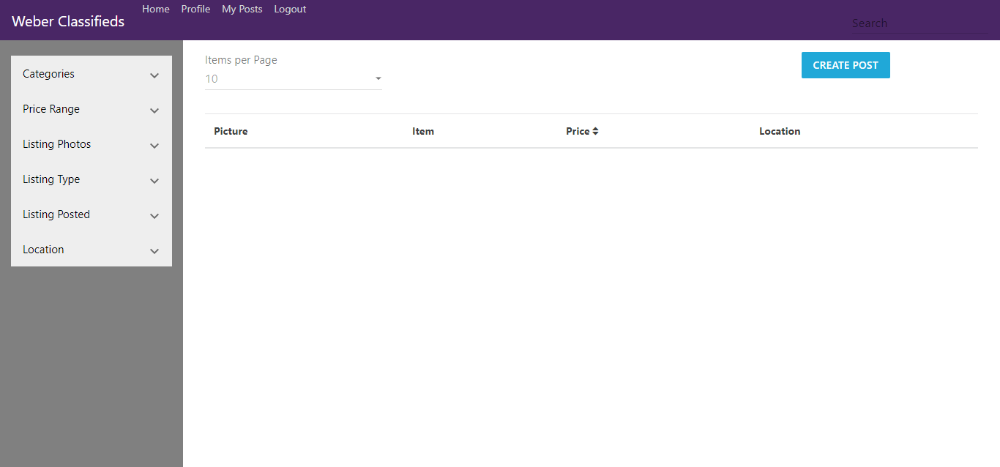 Weber Classifieds
Home Profile My Posts Logout
Search
Categories
Price Range
Listing Photos
Listing Type
Listing Posted
Location
Items per Page
10
CREATE POST
Picture Item Price Location